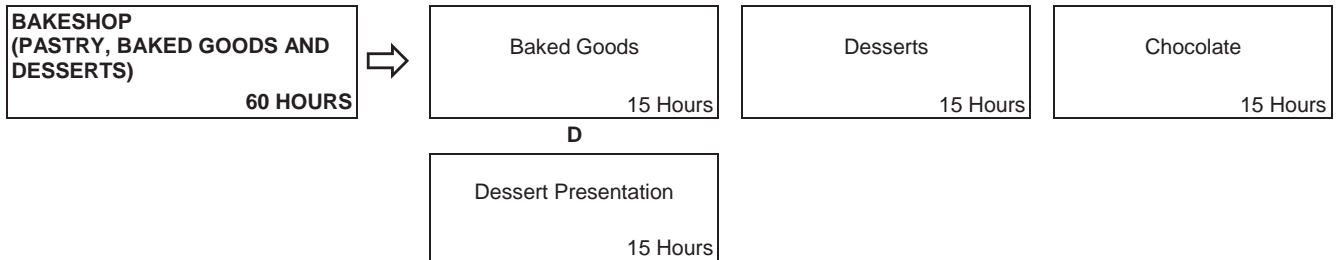 BAKESHOP
(PASTRY, BAKED GOODS AND
DESSERTS)
60 HOURS
Baked Goods
15 Hours
Desserts
15 Hours
Chocolate
15 Hours
D
Dessert Presentation
15 Hours